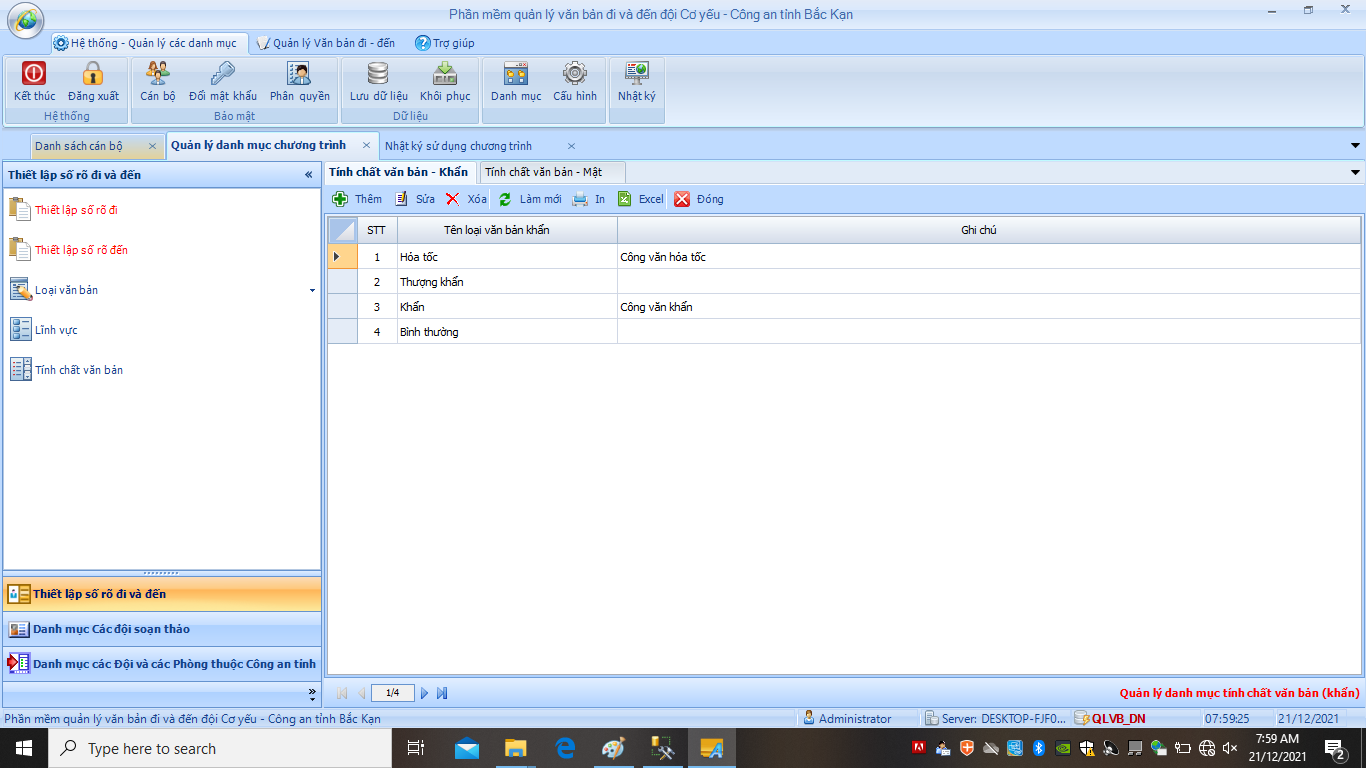 Phần mềm quản lý văn bản đi và đến đội Cơ yếu - Công an tỉnh Bắc Kạn
Hệ thống - Quản lý các danh mục
Quản lý Văn bản đi - đến
Trợ giúp
Kết thúc
Đăng xuất
Cán bộ
Đổi mật khẩu
Phân quyền
Lưu dữ liệu
Khôi phục
Danh mục
Cấu hình
Nhật ký
Hệ thống
Bảo mật
Dữ liệu
Danh sách cán bộ
Quản lý danh mục chương trình
Nhật ký sử dụng chương trình
Thiết lập số rõ đi và đến
Thiết lập số rõ đi
Thiết lập số rõ đến
Loại văn bản
Lĩnh vực
Tính chất văn bản
Thiết lập số rõ đi và đến
Danh mục Các đội soạn thảo
Danh mục các Đội và các Phòng thuộc Công an tỉnh
Tính chất văn bản - Khẩn
Tính chất văn bản - Mật
Thêm Sửa Xóa Làm mới In Excel Đóng
STT Tên loại văn bản khẩn Ghi chú
1 Hỏa tốc Công văn hỏa tốc
2 Thượng khẩn
3 Khẩn Công văn khẩn
4 Bình thường
1/4
Quản lý danh mục tính chất văn bản (khẩn)
Phần mềm quản lý văn bản đi và đến đội Cơ yếu - Công an tỉnh Bắc Kạn
Administrator
Server: DESKTOP-FJF0...
QLVB_DN
07:59:25
21/12/2021
Type here to search
7:59 AM
21/12/2021
2